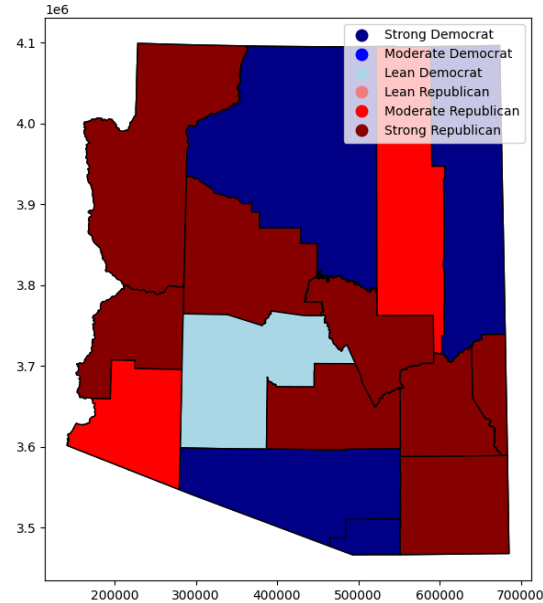 1e6
Strong Democrat
Moderate Democrat
Lean Democrat
Lean Republican
Moderate Republican
Strong Republican
4.1
4.0
3.9
3.8
3.7
3.6
3.5
200000 300000 400000 500000 600000 700000